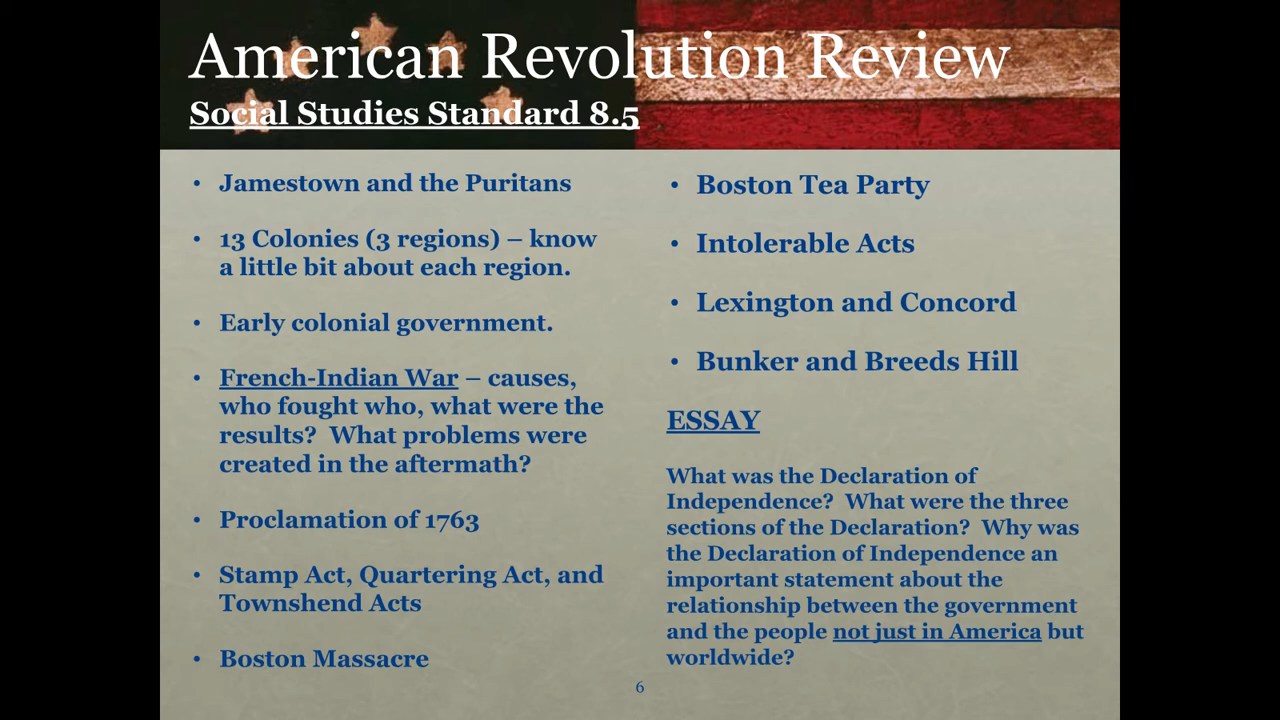 American Revolution Review
Social Studies Standard 8.5
• Jamestown and the Puritans
• 13 Colonies (3 regions) – know
a little bit about each region.
• Early colonial government.
• French-Indian War – causes,
who fought who, what were the
results?  What problems were
created in the aftermath?
• Proclamation of 1763
• Stamp Act, Quartering Act, and
Townshend Acts
• Boston Massacre
• Boston Tea Party
• Intolerable Acts
• Lexington and Concord
• Bunker and Breeds Hill
ESSAY
What was the Declaration of
Independence?  What were the three
sections of the Declaration?  Why was
the Declaration of Independence an
important statement about the
relationship between the government
and the people not just in America but
worldwide?
6